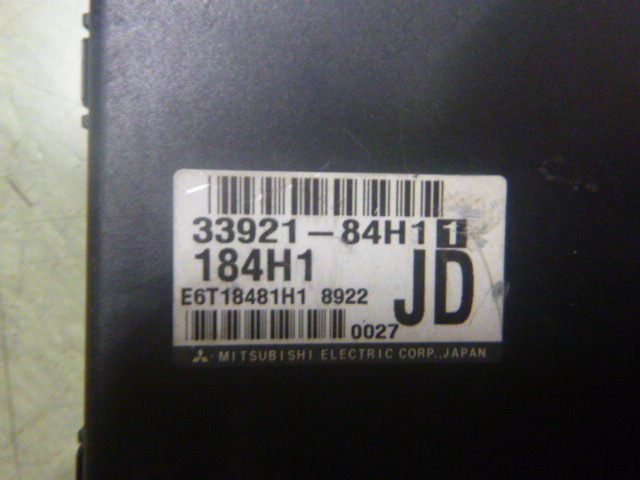 33921-84H1 1
184H1
JD
E6T18481H1 8922
0027
MITSUBISHI ELECTRIC CORP., JAPAN